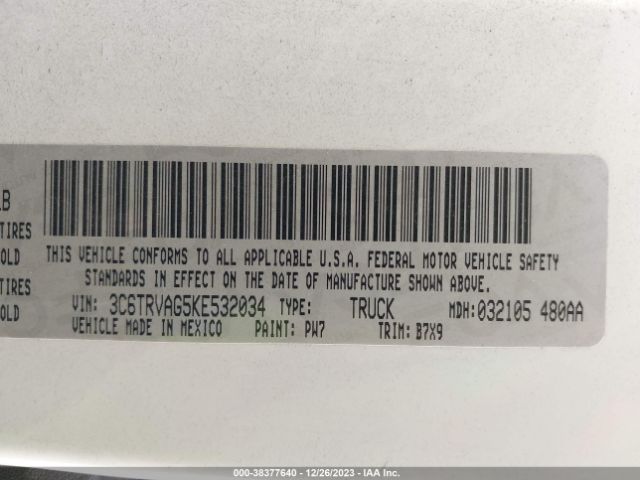 LB
TIRES
OLD
TIRES
OLD
THIS VEHICLE CONFORMS TO ALL APPLICABLE U.S.A. FEDERAL MOTOR VEHICLE SAFETY
STANDARDS IN EFFECT ON THE DATE OF MANUFACTURE SHOWN ABOVE.
VIN: 3C6TRVAG5KE532034 TYPE: TRUCK MDH:032105 480AA
VEHICLE MADE IN MEXICO PAINT: PW7 TRIM: B7X9
000-38377640 / 12/26/2023 - © IAA